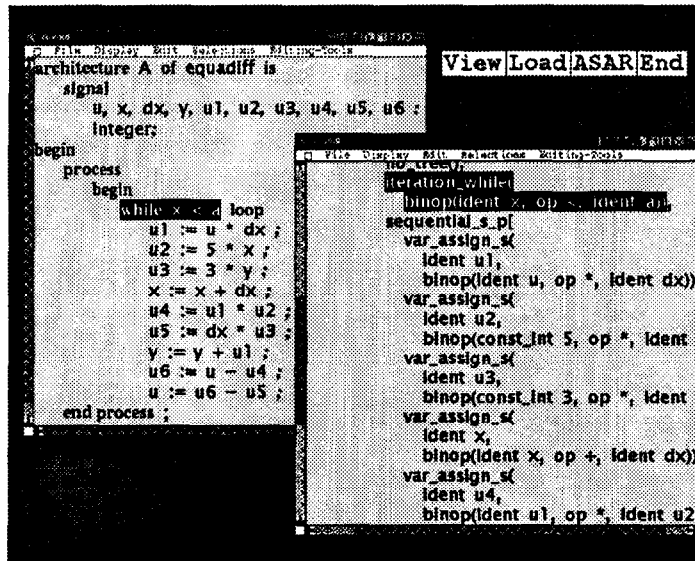 View Load ASAR End
File Display Edit Selections Editing-Tools
architecture A of equadiff is
signal
u, x, dx, y, u1, u2, u3, u4, u5, u6 :
integer;
begin
process
begin
while x < a loop
u1 := u * dx ;
u2 := 5 * x ;
u3 := 3 * y ;
x := x + dx ;
u4 := u1 * u2 ;
u5 := dx * u3 ;
y := y + u1 ;
u6 := u - u4 ;
u := u6 - u5 ;
end process ;
File Display Edit Selections Editing-Tools
iteration_while(
binop(ident x, op <, ident a),
sequential_s_p[
var_assign_s(
ident u1,
binop(ident u, op *, ident dx))
var_assign_s(
ident u2,
binop(const_int 5, op *, ident
var_assign_s(
ident u3,
binop(const_int 3, op *, ident
var_assign_s(
ident x,
binop(ident x, op +, ident dx))
var_assign_s(
ident u4,
binop(ident u1, op *, ident u2